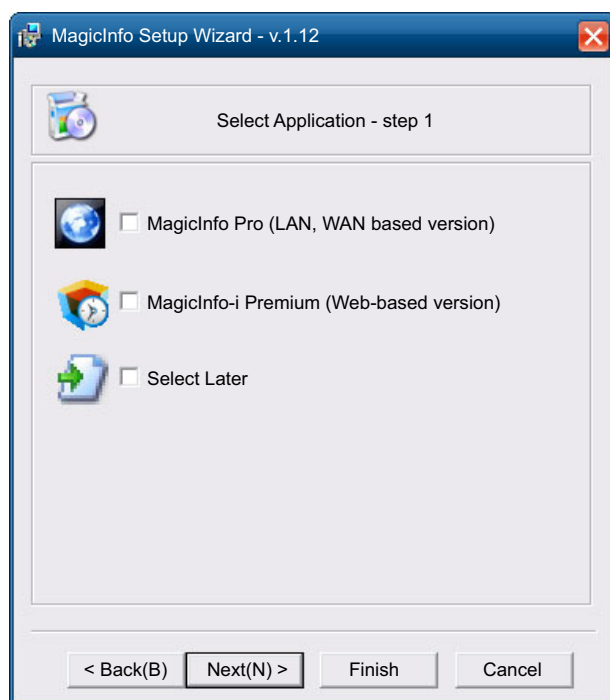 MagicInfo Setup Wizard - v.1.12
Select Application - step 1
MagicInfo Pro (LAN, WAN based version)
MagicInfo-i Premium (Web-based version)
Select Later
< Back(B) Next(N) > Finish Cancel